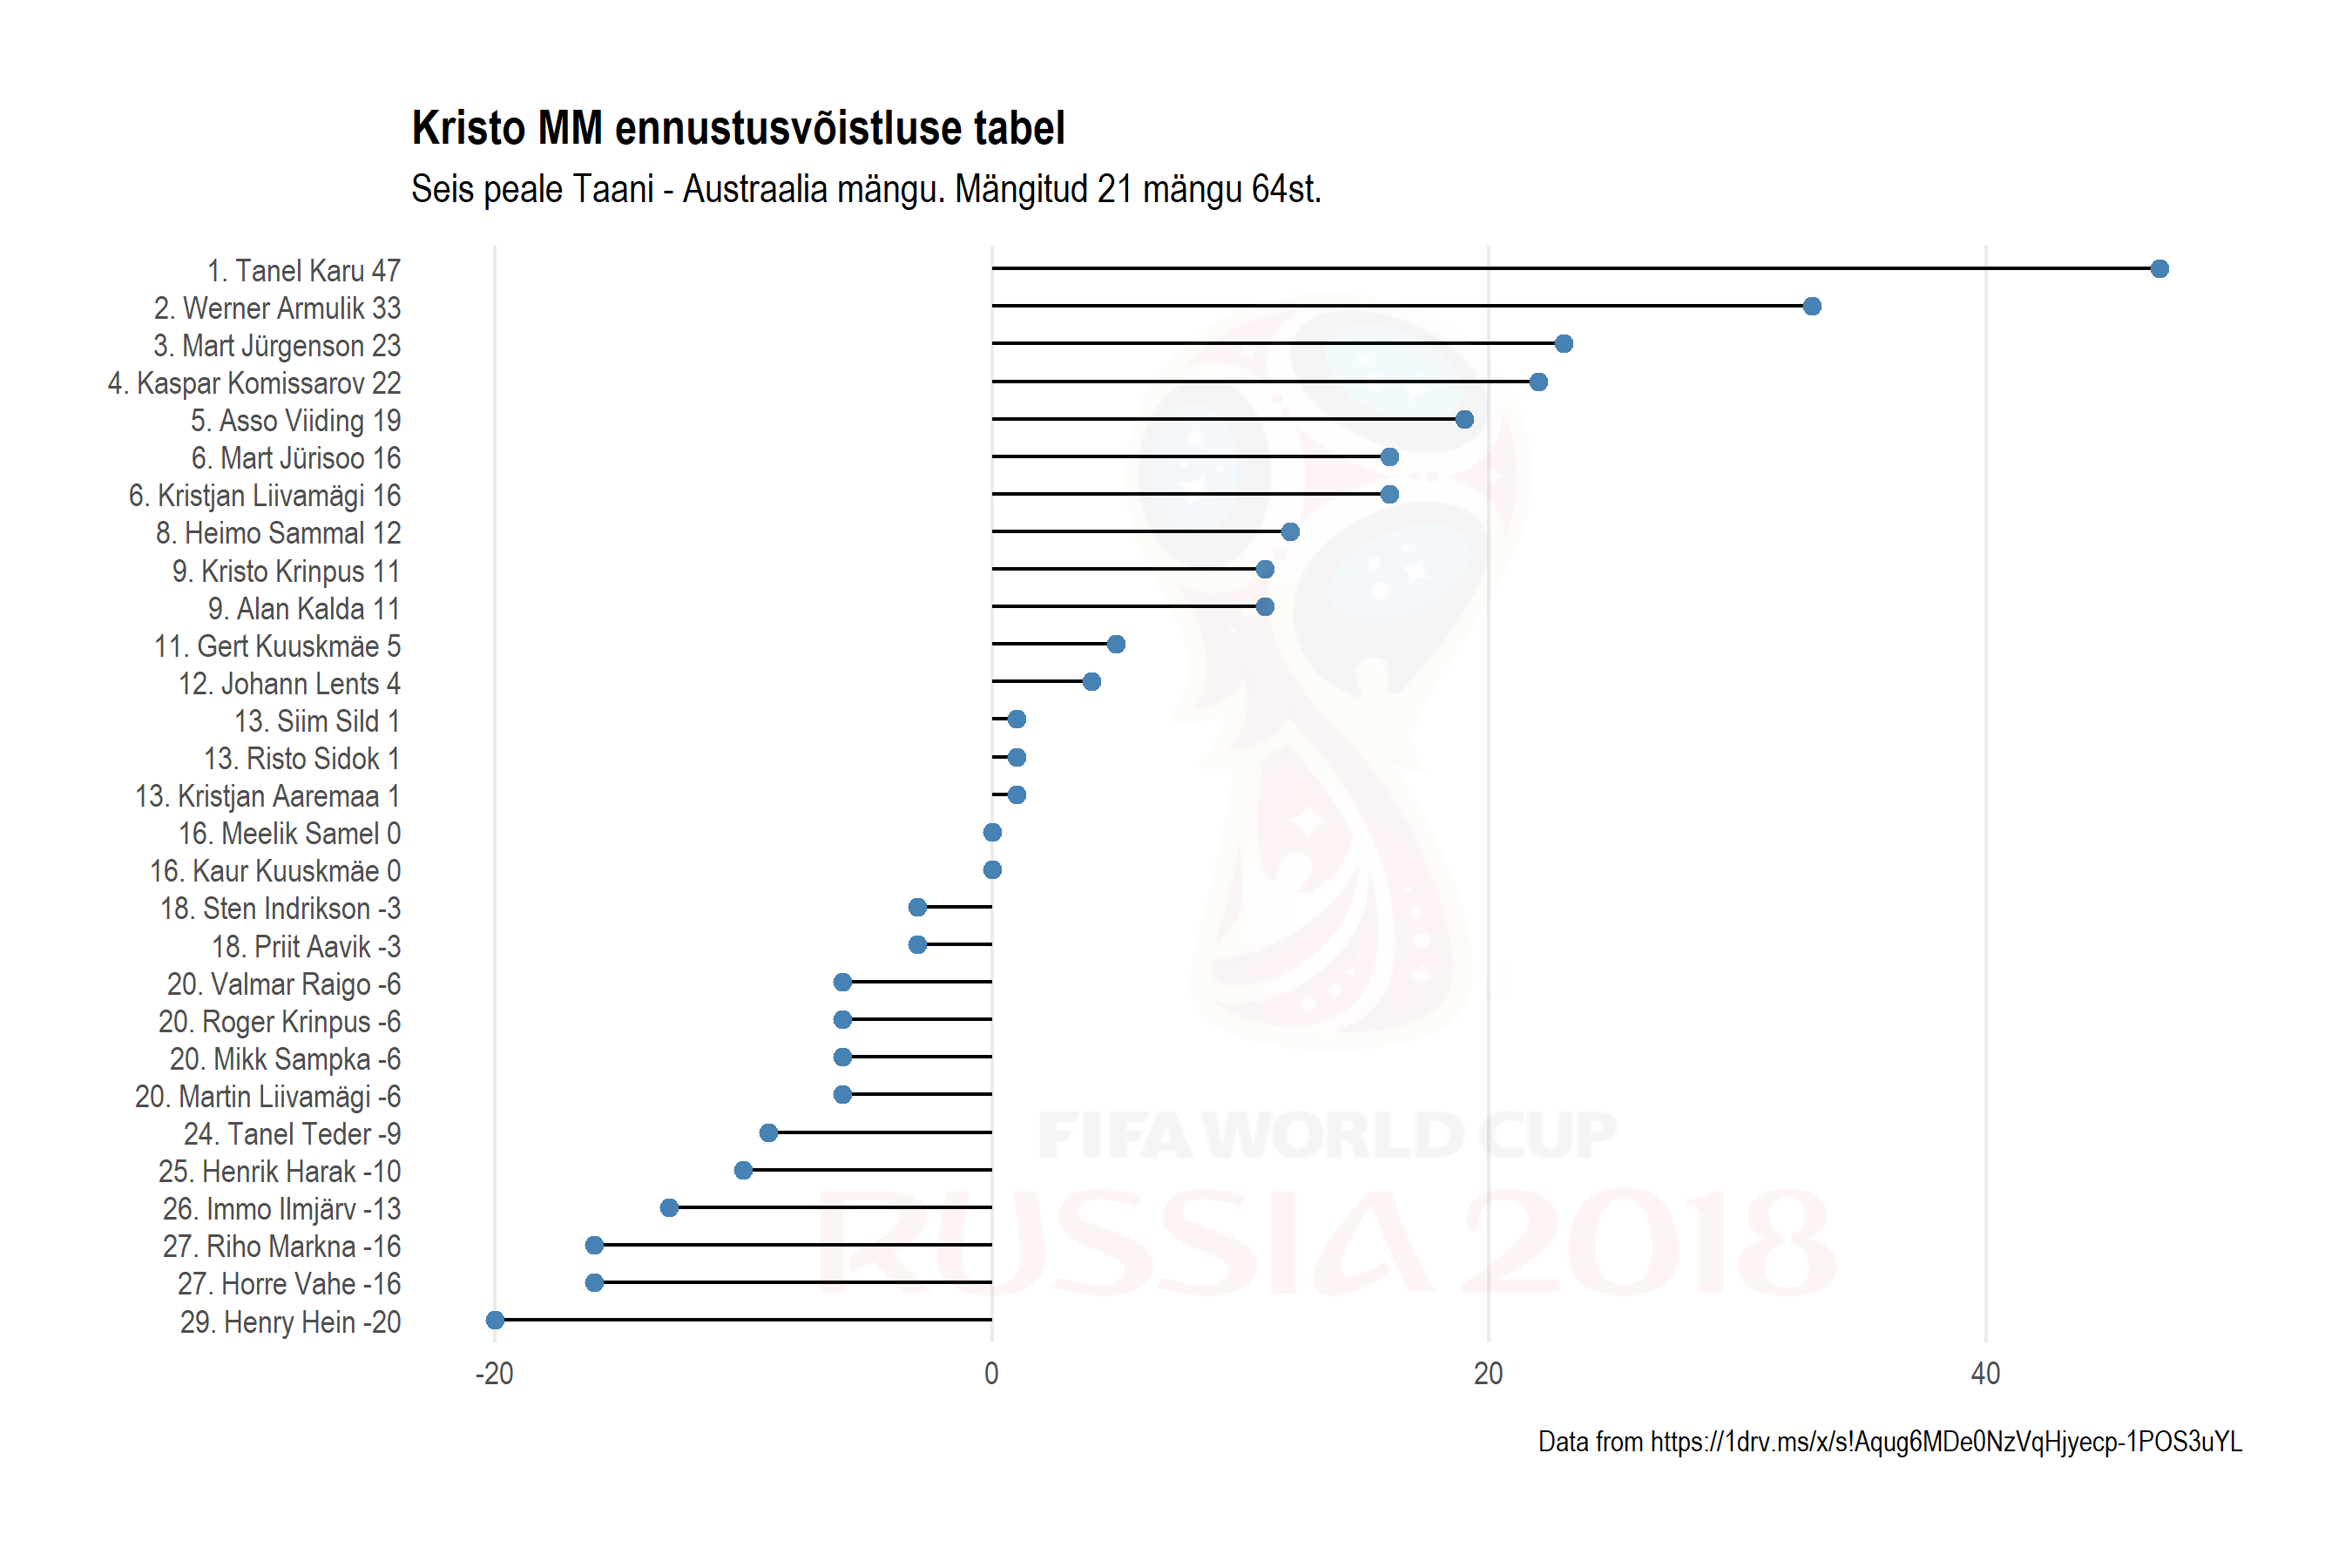 Kristo MM ennustusvõistluse tabel
Seis peale Taani - Austraalia mängu. Mängitud 21 mängu 64st.
1. Tanel Karu 47
2. Werner Armulik 33
3. Mart Jürgenson 23
4. Kaspar Komissarov 22
5. Asso Viiding 19
6. Mart Jürisoo 16
6. Kristjan Liivamägi 16
8. Heimo Sammal 12
9. Kristo Krinpus 11
9. Alan Kalda 11
11. Gert Kuuskmäe 5
12. Johann Lents 4
13. Siim Sild 1
13. Risto Sidok 1
13. Kristjan Aaremaa 1
16. Meelik Samel 0
16. Kaur Kuuskmäe 0
18. Sten Indrikson -3
18. Priit Aavik -3
20. Valmar Raigo -6
20. Roger Krinpus -6
20. Mikk Sampka -6
20. Martin Liivamägi -6
24. Tanel Teder -9
25. Henrik Harak -10
26. Immo Ilmjärv -13
27. Riho Markna -16
27. Horre Vahe -16
29. Henry Hein -20
FIFA WORLD CUP
RUSSIA 2018
-20 0 20 40
Data from https://1drv.ms/x/s!Aqug6MDe0NzVqHjyecp-1POS3uYL